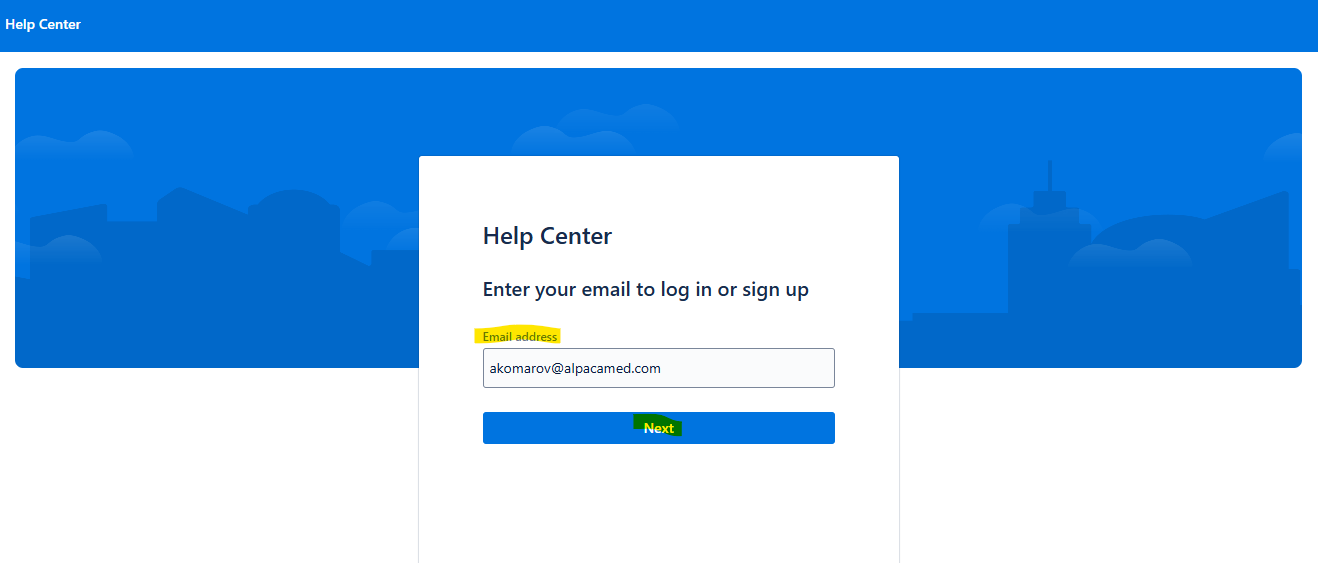 Help Center
Help Center
Enter your email to log in or sign up
Email address
akomarov@alpacamed.com
Next